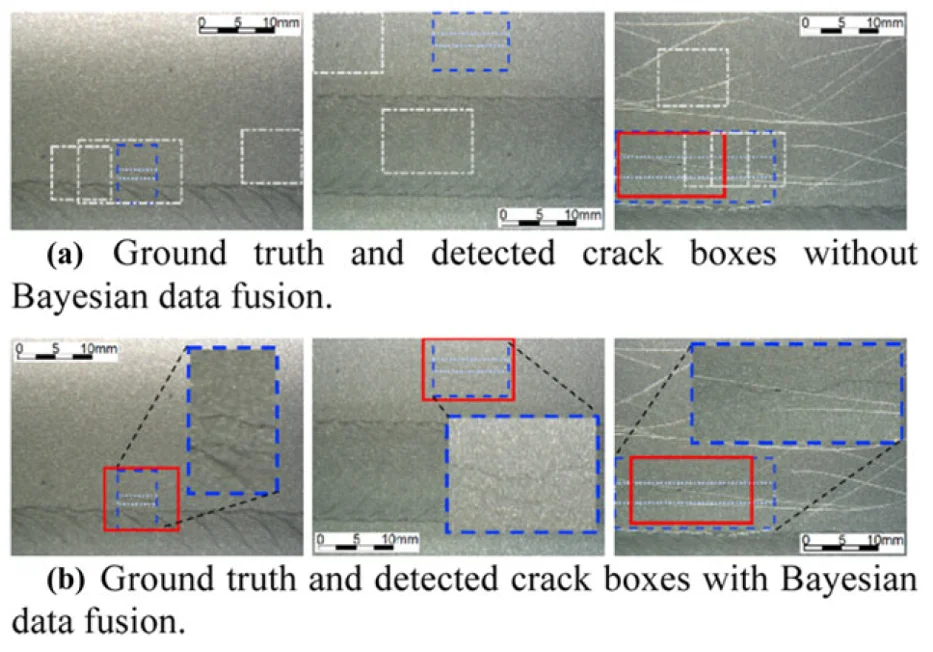 0 5 10mm
0 5 10mm
0 5 10mm
(a) Ground truth and detected crack boxes without
Bayesian data fusion.
0 5 10mm
0 5 10mm
0 5 10mm
(b) Ground truth and detected crack boxes with Bayesian
data fusion.